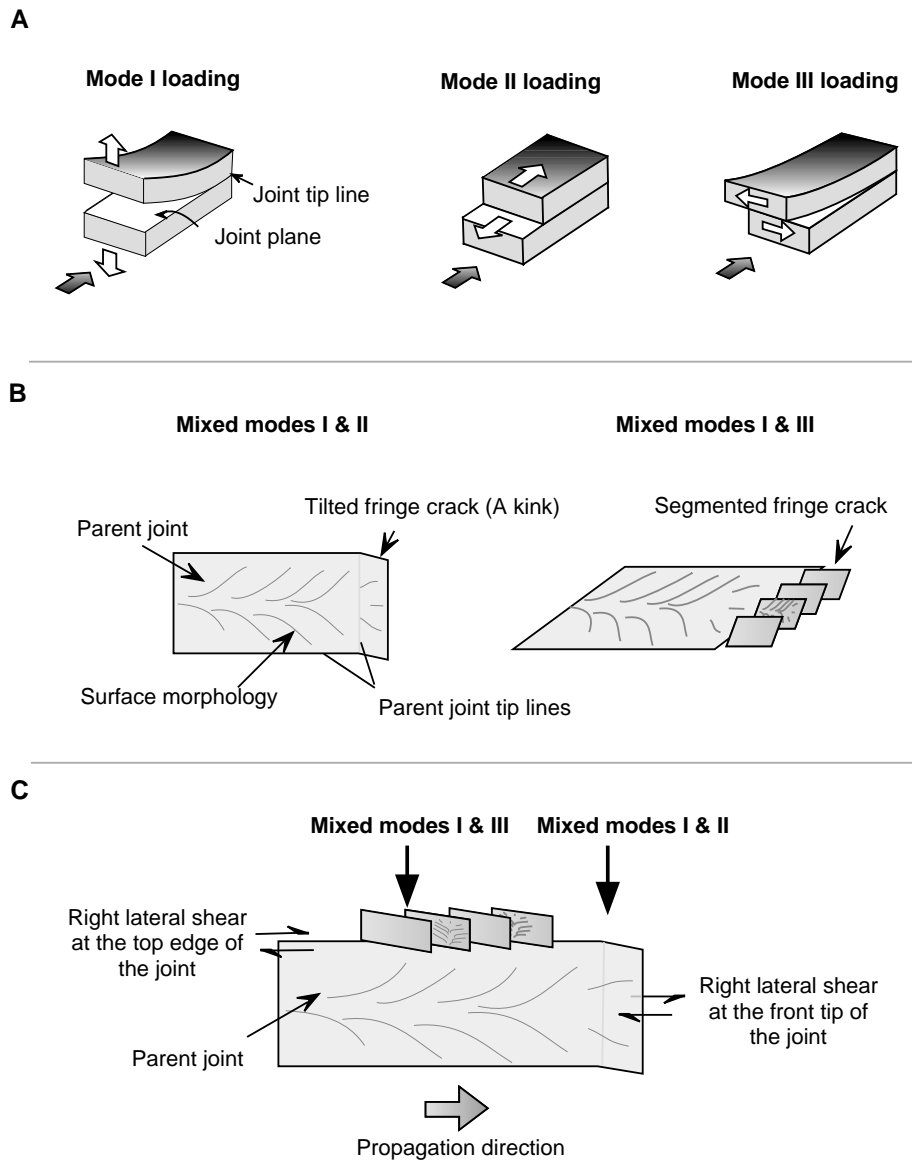 A
Mode I loading
Mode II loading
Mode III loading
Joint tip line
Joint plane
B
Mixed modes I & II
Mixed modes I & III
Tilted fringe crack (A kink)
Segmented fringe crack
Parent joint
Surface morphology
Parent joint tip lines
C
Mixed modes I & III
Mixed modes I & II
Right lateral shear
at the top edge of
the joint
Right lateral shear
at the front tip of
the joint
Parent joint
Propagation direction